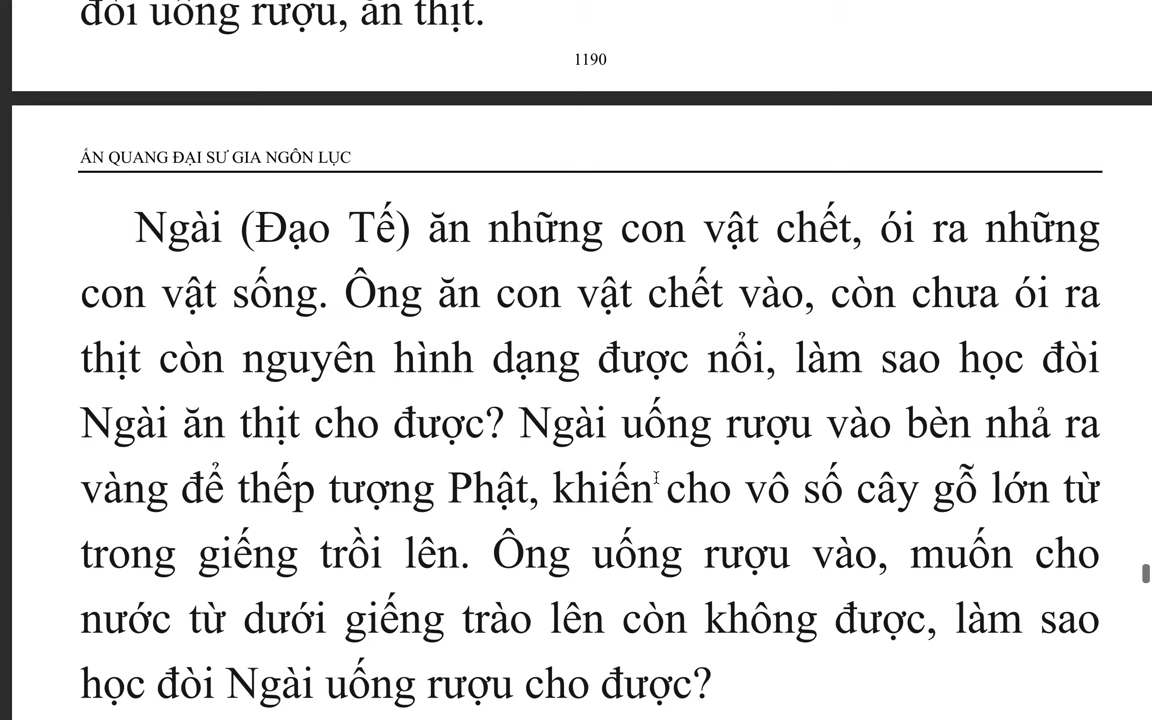 đòi uống rượu, ăn thịt.
1190
ẤN QUANG ĐẠI SƯ GIA NGÔN LỤC
Ngài (Đạo Tế) ăn những con vật chết, ói ra những
con vật sống. Ông ăn con vật chết vào, còn chưa ói ra
thịt còn nguyên hình dạng được nổi, làm sao học đòi
Ngài ăn thịt cho được? Ngài uống rượu vào bèn nhả ra
vàng để thếp tượng Phật, khiến cho vô số cây gỗ lớn từ
trong giếng trồi lên. Ông uống rượu vào, muốn cho
nước từ dưới giếng trào lên còn không được, làm sao
học đòi Ngài uống rượu cho được?